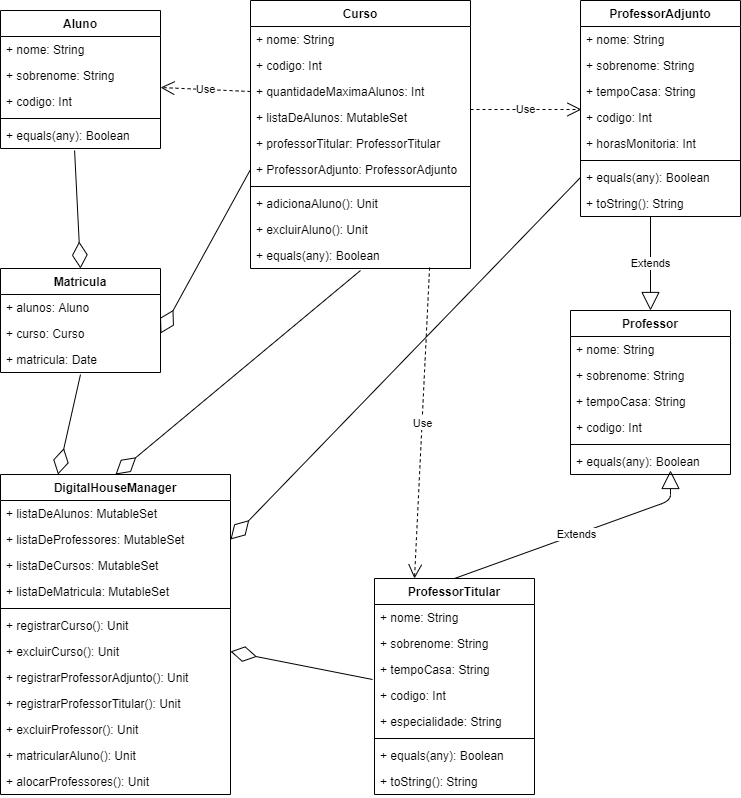 Aluno
+ nome: String
+ sobrenome: String
+ codigo: Int
+ equals(any): Boolean
Curso
+ nome: String
+ codigo: Int
+ quantidadeMaximaAlunos: Int
+ listaDeAlunos: MutableSet
+ professorTitular: ProfessorTitular
+ ProfessorAdjunto: ProfessorAdjunto
+ adicionaAluno(): Unit
+ excluirAluno(): Unit
+ equals(any): Boolean
ProfessorAdjunto
+ nome: String
+ sobrenome: String
+ tempoCasa: String
+ codigo: Int
+ horasMonitoria: Int
+ equals(any): Boolean
+ toString(): String
Use
Use
Extends
Matricula
+ alunos: Aluno
+ curso: Curso
+ matricula: Date
Professor
+ nome: String
+ sobrenome: String
+ tempoCasa: String
+ codigo: Int
+ equals(any): Boolean
Use
Extends
DigitalHouseManager
+ listaDeAlunos: MutableSet
+ listaDeProfessores: MutableSet
+ listaDeCursos: MutableSet
+ listaDeMatricula: MutableSet
+ registrarCurso(): Unit
+ excluirCurso(): Unit
+ registrarProfessorAdjunto(): Unit
+ registrarProfessorTitular(): Unit
+ excluirProfessor(): Unit
+ matricularAluno(): Unit
+ alocarProfessores(): Unit
ProfessorTitular
+ nome: String
+ sobrenome: String
+ tempoCasa: String
+ codigo: Int
+ especialidade: String
+ equals(any): Boolean
+ toString(): String